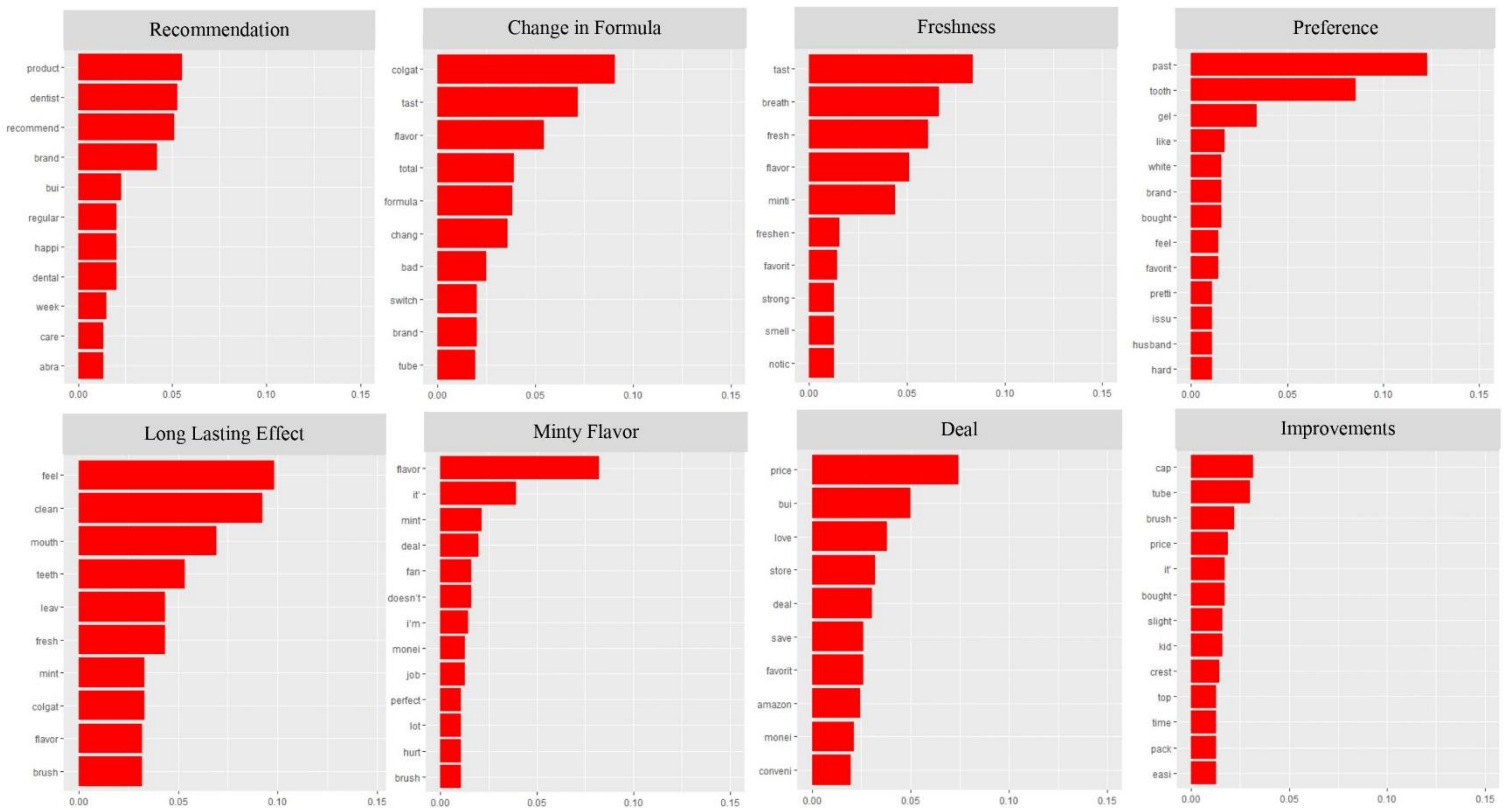 Recommendation
product
dentist
recommend
brand
bui
regular
happi
dental
week
care
abra
0.00 0.05 0.10 0.15
Change in Formula
colgat
tast
flavor
total
formula
chang
bad
switch
brand
tube
0.00 0.05 0.10 0.15
Freshness
tast
breath
fresh
flavor
minti
freshen
favorit
strong
smell
notic
0.00 0.05 0.10 0.15
Preference
past
tooth
gel
like
white
brand
bought
feel
favorit
pretti
issu
husband
hard
0.00 0.05 0.10 0.15
Long Lasting Effect
feel
clean
mouth
teeth
leav
fresh
mint
colgat
flavor
brush
0.00 0.05 0.10 0.15
Minty Flavor
flavor
it'
mint
deal
fan
doesn't
i'm
monei
job
perfect
lot
hurt
brush
0.00 0.05 0.10 0.15
Deal
price
bui
love
store
deal
save
favorit
amazon
monei
conveni
0.00 0.05 0.10 0.15
Improvements
cap
tube
brush
price
it'
bought
slight
kid
crest
top
time
pack
easi
0.00 0.05 0.10 0.15